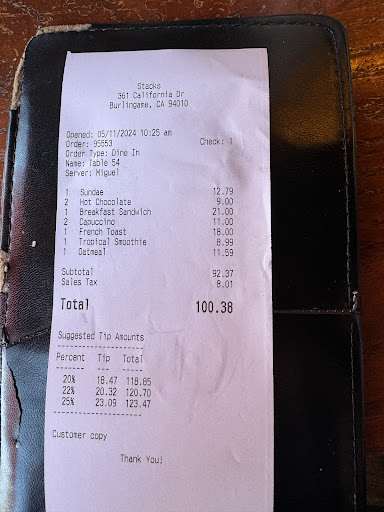 Stacks
361 California Dr
Burlingame, CA 94010
Opened: 05/11/2024 10:25 am
Order: 95553 Check: 1
Order Type: Dine In
Name: Table 54
Server: Miguel
1 Sundae 12.79
2 Hot Chocolate 9.00
1 Breakfast Sandwich 21.00
2 Capuccino 11.00
1 French Toast 18.00
1 Tropical Smoothie 8.99
1 Oatmeal 11.59
Subtotal 92.37
Sales Tax 8.01
Total 100.38
Suggested Tip Amounts
Percent Tip Total
20% 18.47 118.85
22% 20.32 120.70
25% 23.09 123.47
Customer copy
Thank You!